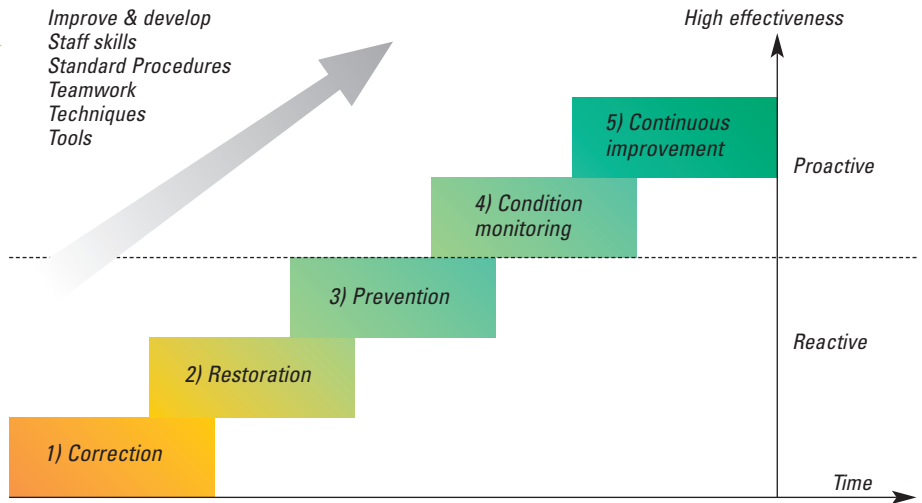 Improve & develop
Staff skills
Standard Procedures
Teamwork
Techniques
Tools
High effectiveness
5) Continuous
improvement
Proactive
4) Condition
monitoring
3) Prevention
Reactive
2) Restoration
1) Correction
Time